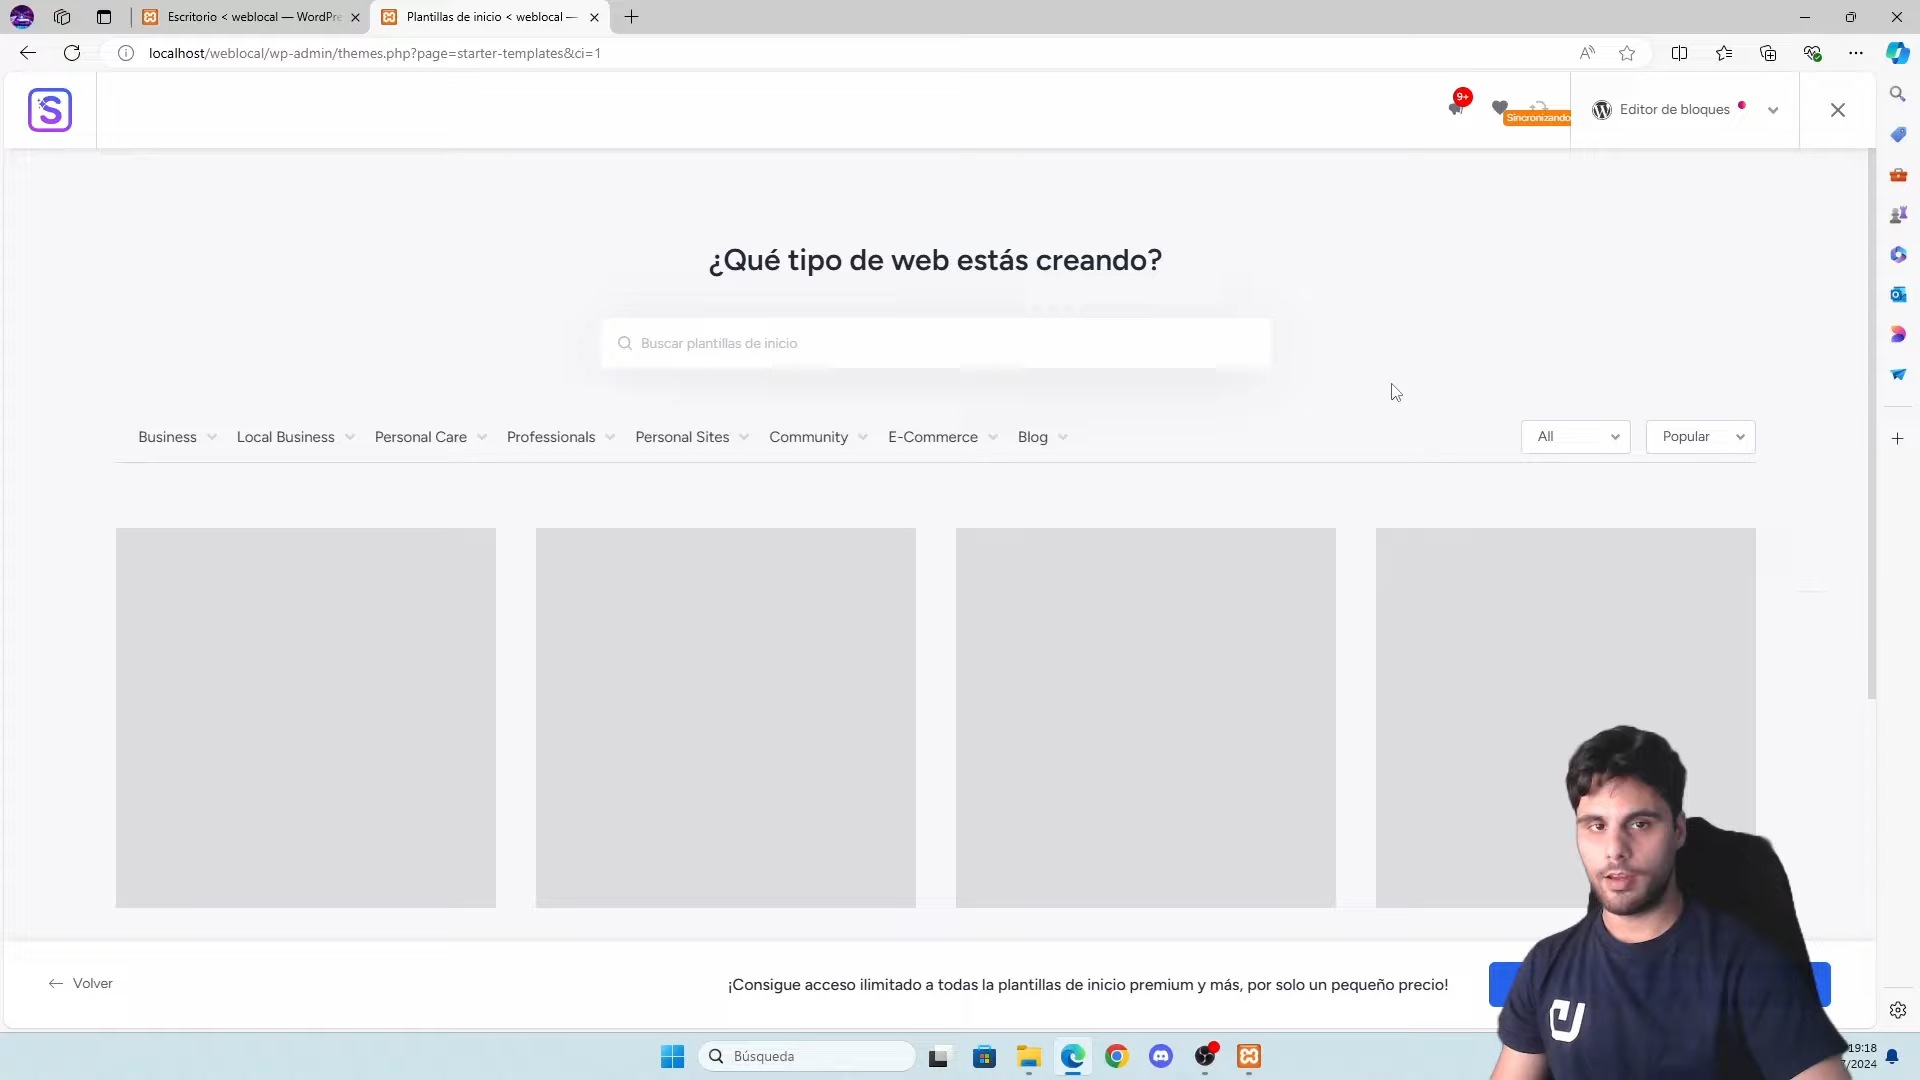 Escritorio < weblocal — WordPre
Plantillas de inicio < weblocal —
localhost/weblocal/wp-admin/themes.php?page=starter-templates&ci=1
S
9+
Sincronizando
Editor de bloques
¿Qué tipo de web estás creando?
Buscar plantillas de inicio
Business
Local Business
Personal Care
Professionals
Personal Sites
Community
E-Commerce
Blog
All
Popular
Volver
¡Consigue acceso ilimitado a todas la plantillas de inicio premium y más, por solo un pequeño precio!
Búsqueda
19:18
/2024